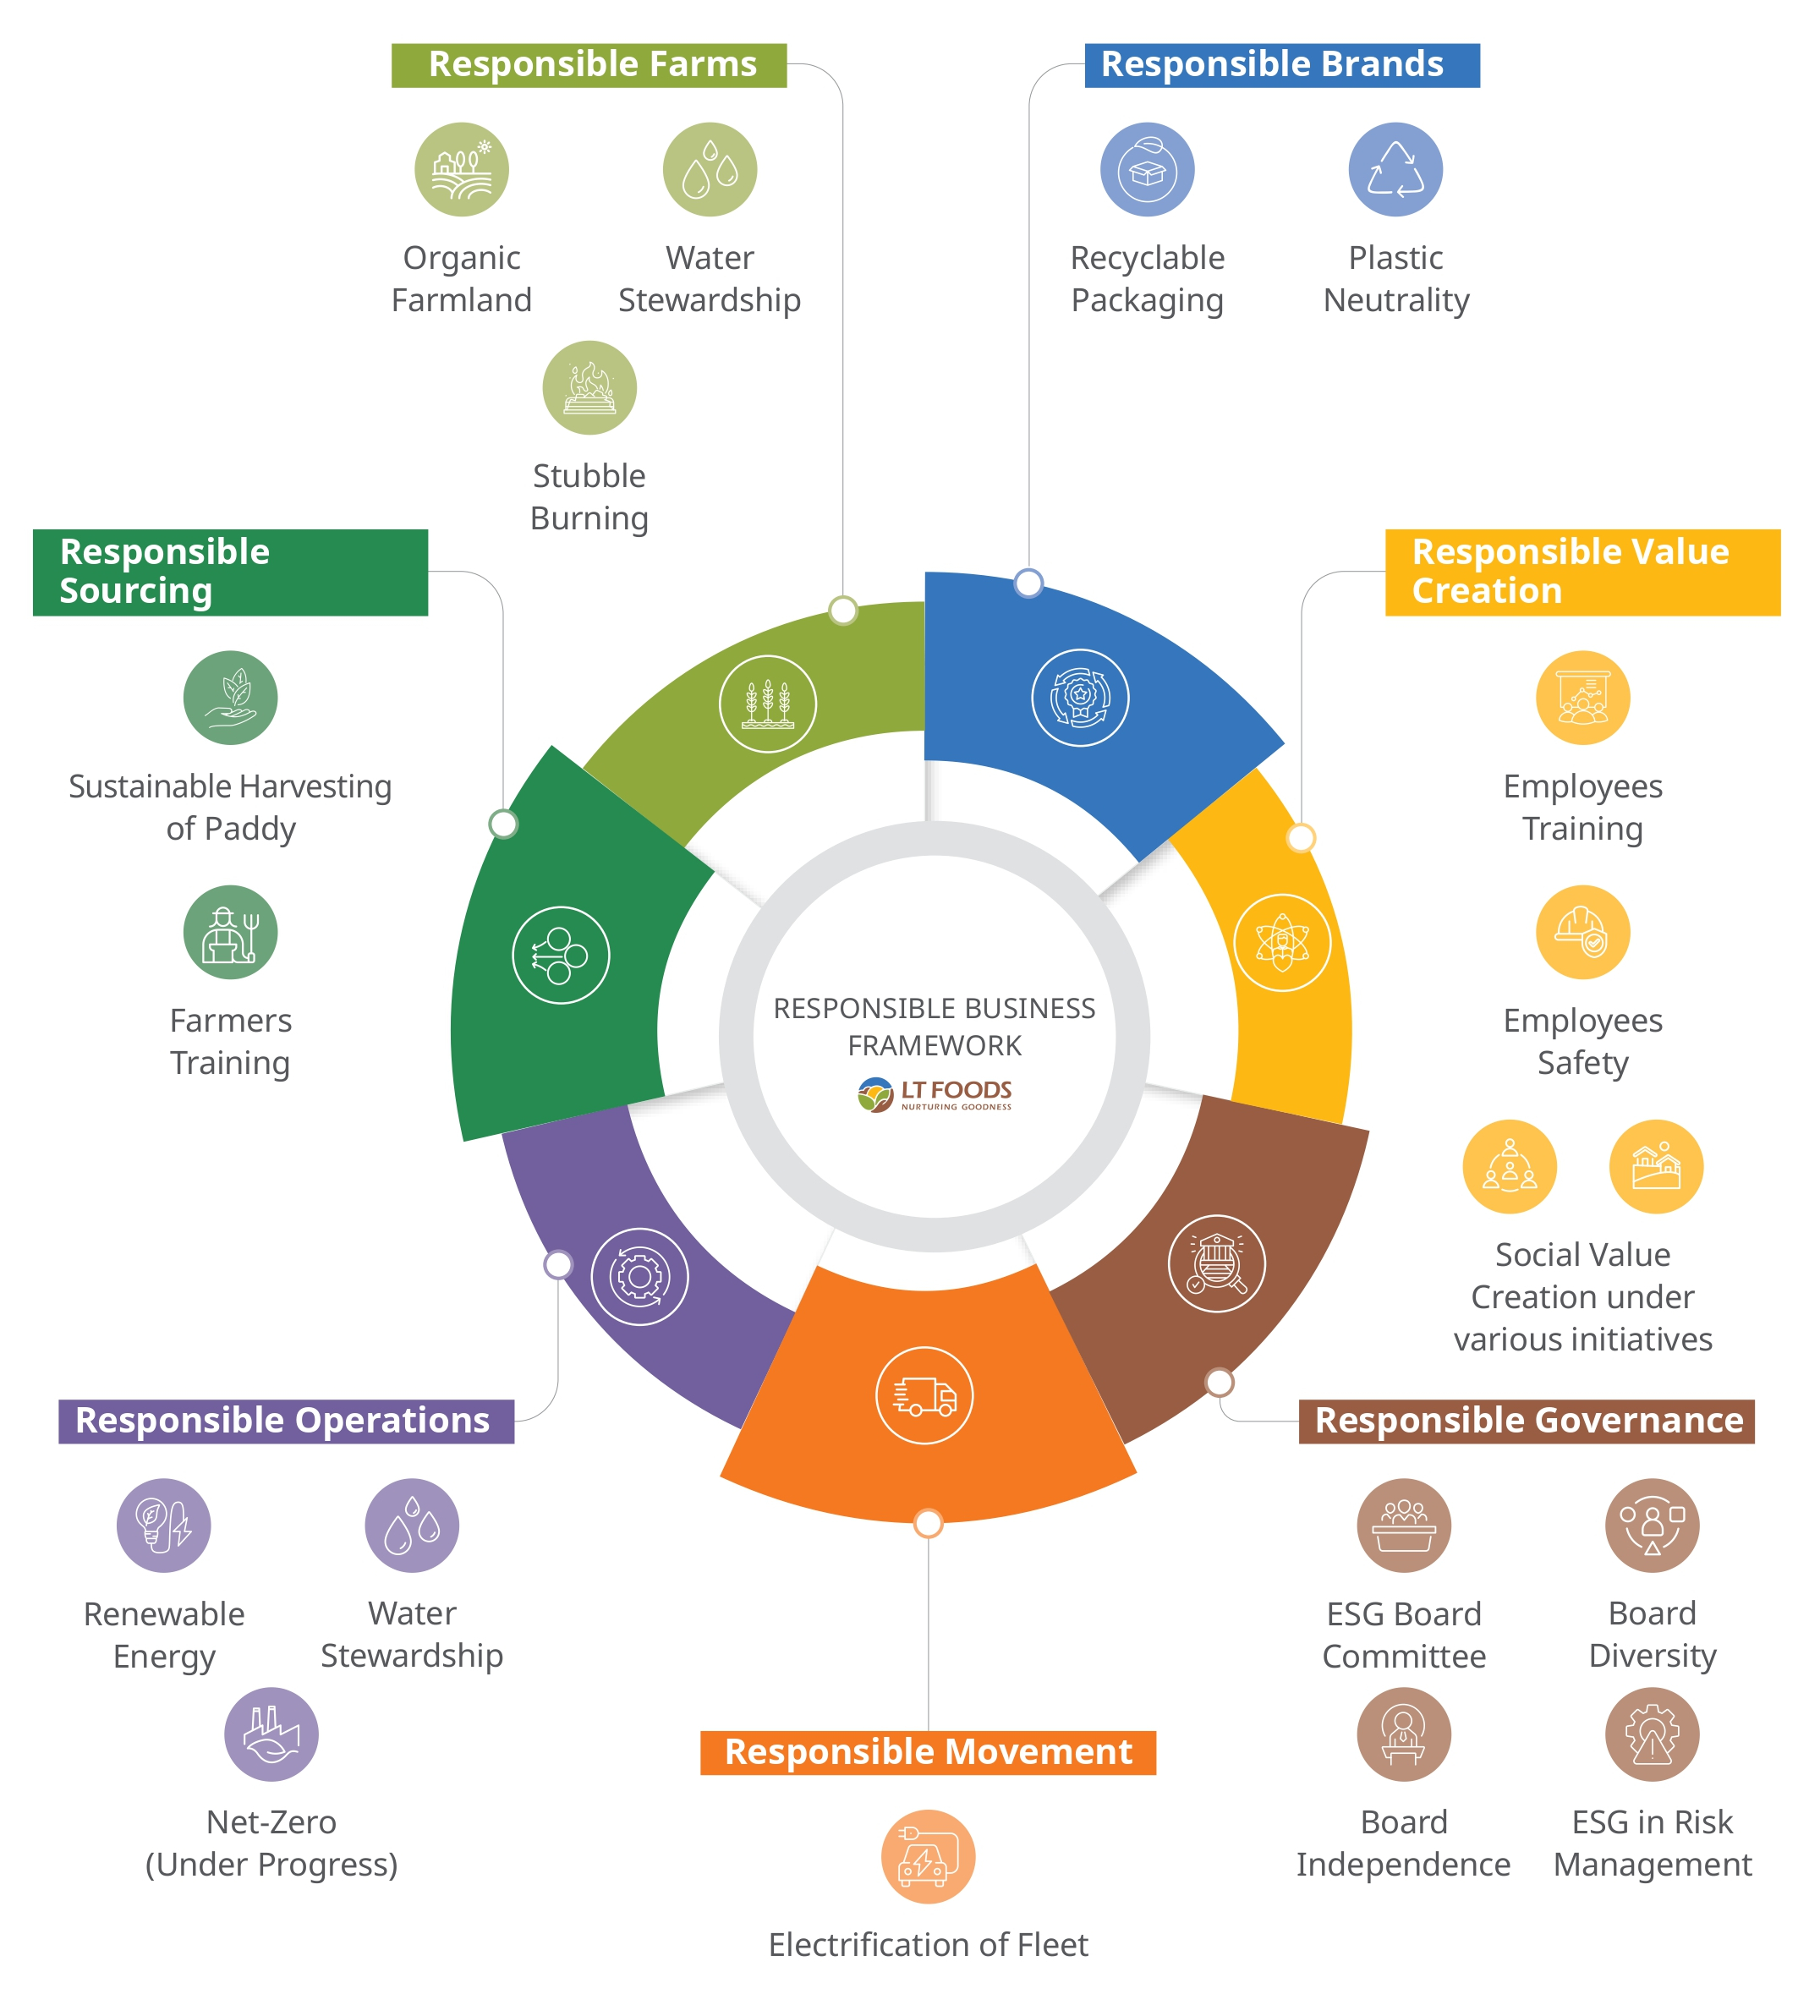 Responsible Farms
Organic
Farmland
Water
Stewardship
Stubble
Burning
Responsible Brands
Recyclable
Packaging
Plastic
Neutrality
Responsible
Sourcing
Sustainable Harvesting
of Paddy
Farmers
Training
Responsible Value
Creation
Employees
Training
Employees
Safety
Social Value
Creation under
various initiatives
RESPONSIBLE BUSINESS
FRAMEWORK
LT FOODS
NURTURING GOODNESS
Responsible Operations
Renewable
Energy
Water
Stewardship
Net-Zero
(Under Progress)
Responsible Movement
Electrification of Fleet
Responsible Governance
ESG Board
Committee
Board
Diversity
Board
Independence
ESG in Risk
Management